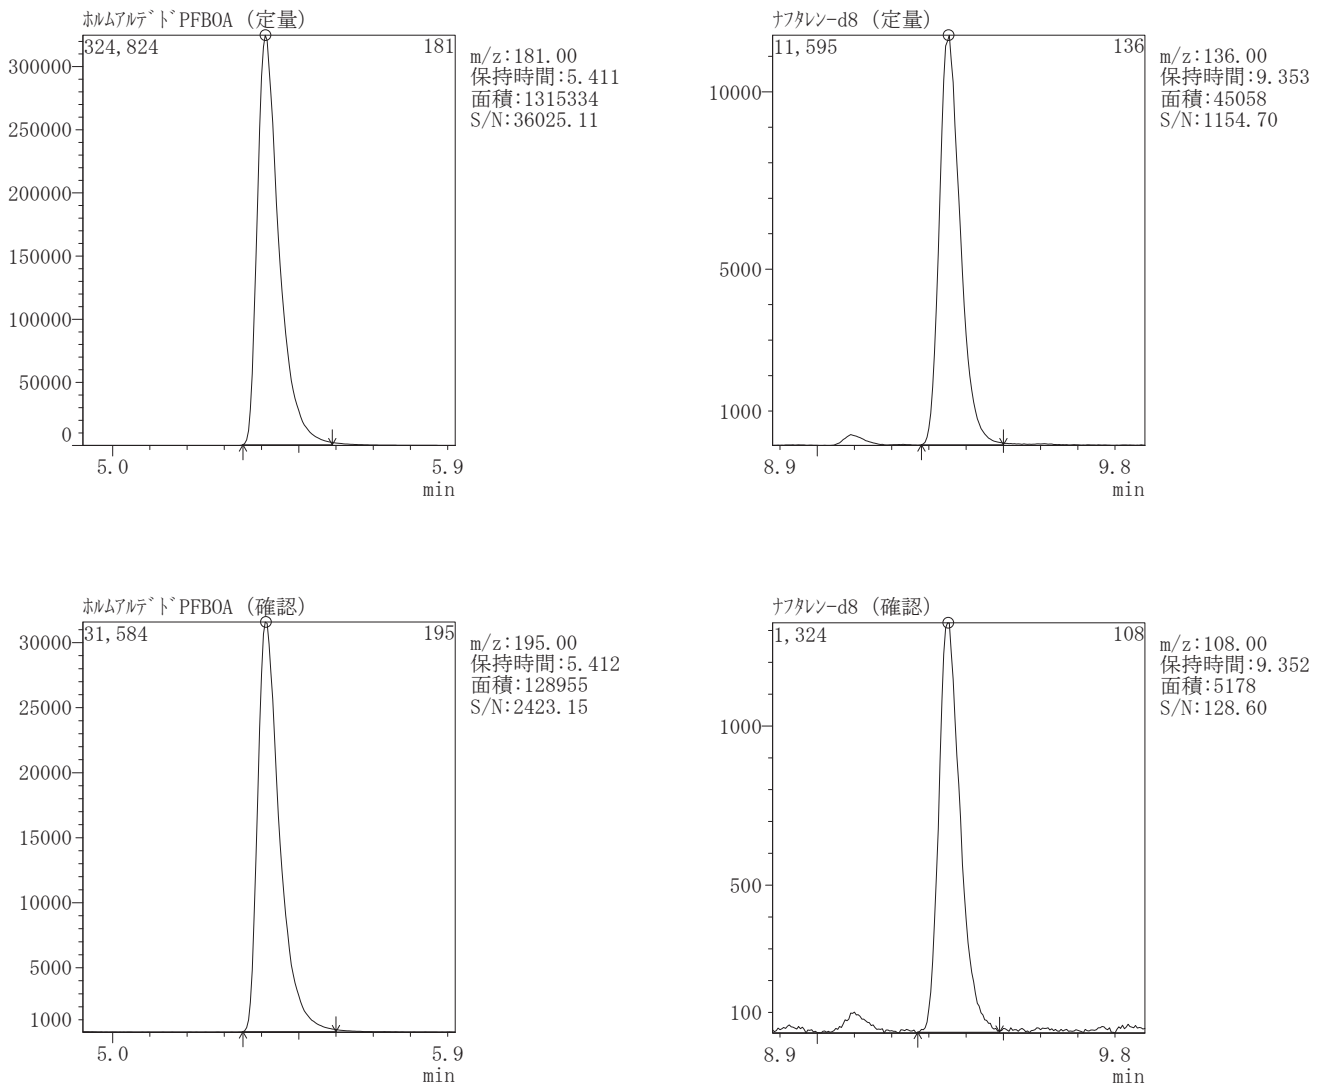 ﾎﾙﾑｱﾙﾃﾞﾄﾞPFBOA (定量)
324,824
181
300000
250000
200000
150000
100000
50000
0
5.0
5.9
min
m/z:181.00
保持時間:5.411
面積:1315334
S/N:36025.11
ﾅﾌﾀﾚﾝ-d8 (定量)
11,595
136
10000
5000
1000
8.9
9.8
min
m/z:136.00
保持時間:9.353
面積:45058
S/N:1154.70
ﾎﾙﾑｱﾙﾃﾞﾄﾞPFBOA (確認)
31,584
195
30000
25000
20000
15000
10000
5000
1000
5.0
5.9
min
m/z:195.00
保持時間:5.412
面積:128955
S/N:2423.15
ﾅﾌﾀﾚﾝ-d8 (確認)
1,324
108
1000
500
100
8.9
9.8
min
m/z:108.00
保持時間:9.352
面積:5178
S/N:128.60